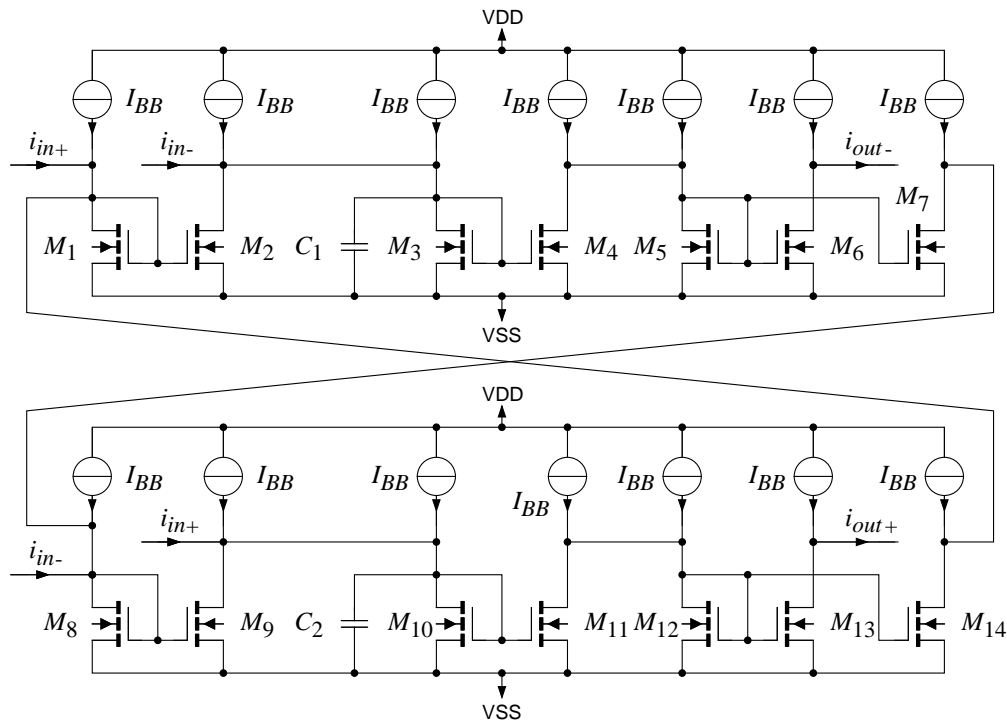 VDD
I_BB I_BB I_BB I_BB I_BB I_BB I_BB
i_in+ i_in- i_out-
M_7
M_1 M_2 C_1 M_3 M_4 M_5 M_6
VSS
VDD
I_BB I_BB I_BB I_BB I_BB I_BB
I_BB
i_in+ i_out+
i_in-
M_8 M_9 C_2 M_10 M_11 M_12 M_13 M_14
VSS